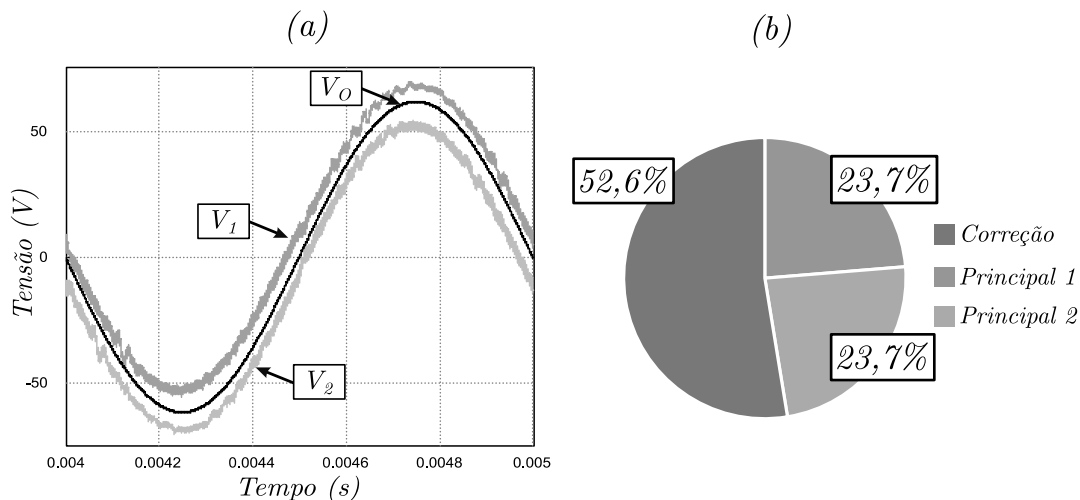 (a)
V_O
V_1
V_2
50
0
-50
Tensão (V)
0.004 0.0042 0.0044 0.0046 0.0048 0.005
Tempo (s)
(b)
52,6%
23,7%
23,7%
Correção
Principal 1
Principal 2